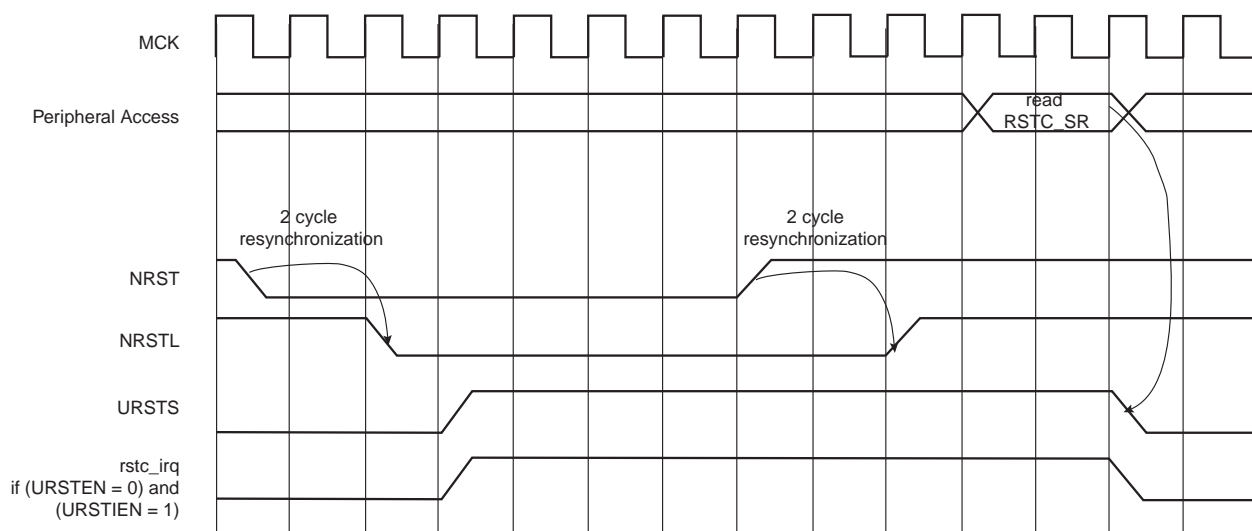 MCK
Peripheral Access
read
RSTC_SR
2 cycle
resynchronization
2 cycle
resynchronization
NRST
NRSTL
URSTS
rstc_irq
if (URSTEN = 0) and
(URSTIEN = 1)